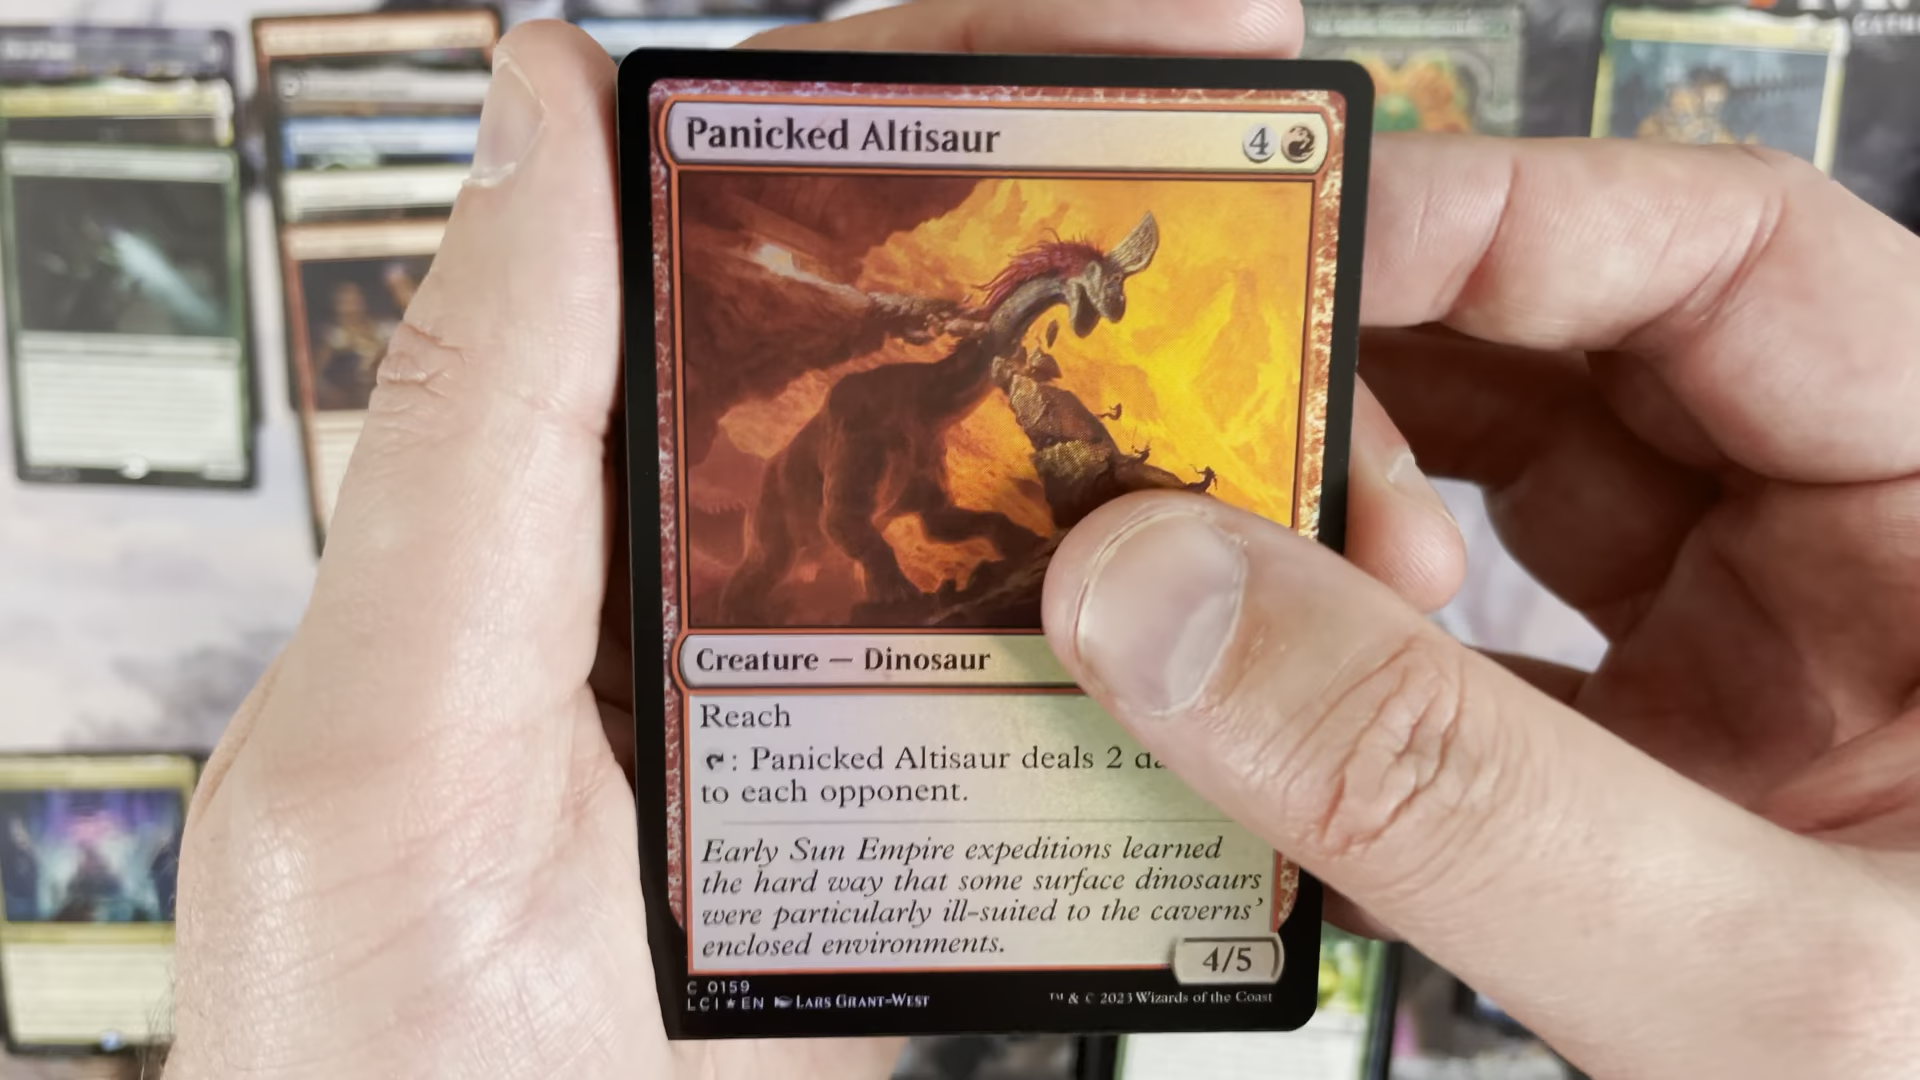 Panicked Altisaur 4
Creature — Dinosaur
Reach
: Panicked Altisaur deals 2
to each opponent.
Early Sun Empire expeditions learned
the hard way that some surface dinosaurs
were particularly ill-suited to the caverns'
enclosed environments.
4/5
C 0159
LCI★EN LARS GRANT-WEST
™ & © 2023 Wizards of the Coast